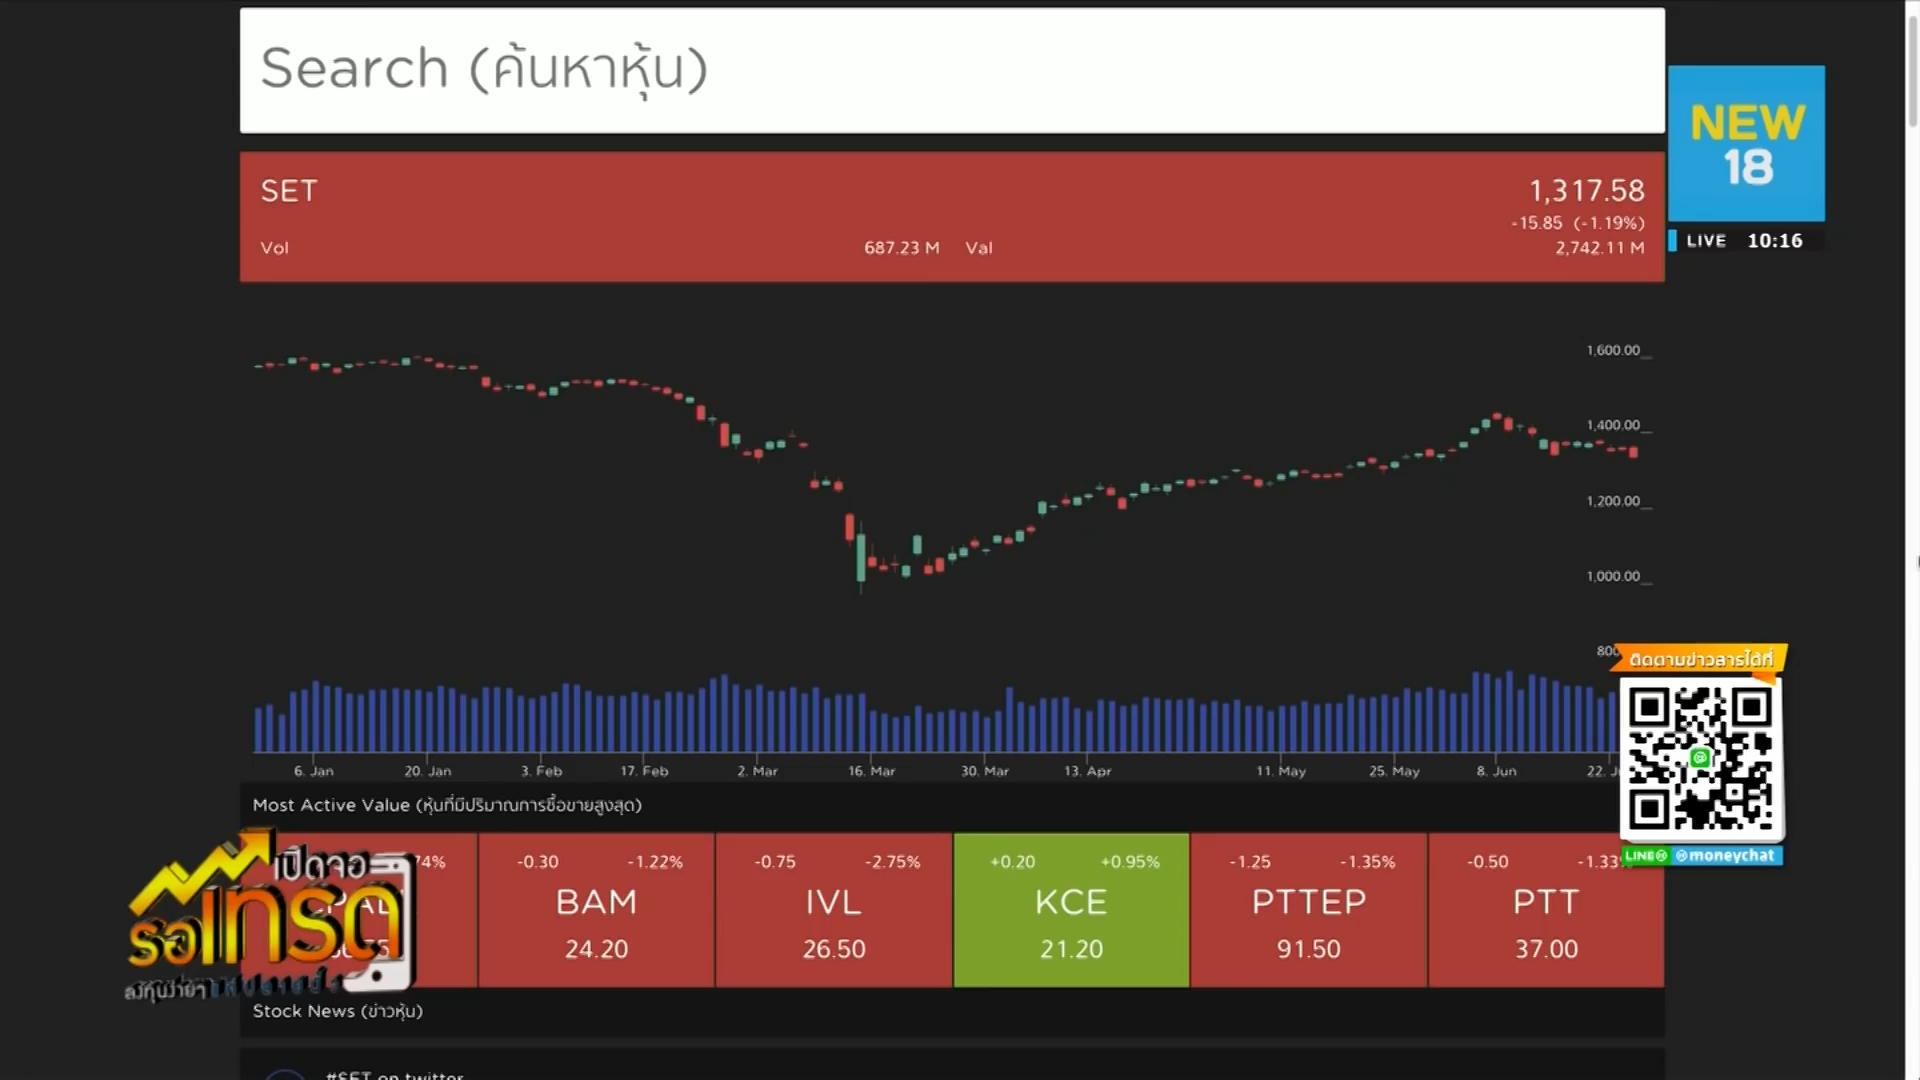 Search (ค้นหาหุ้น)
NEW
18
LIVE 10:16
SET
1,317.58
-15.85 (-1.19%)
Vol 687.23 M Val 2,742.11 M
1,600.00
1,400.00
1,200.00
1,000.00
800
ติดตามข่าวสารได้ที่
6. Jan 20. Jan 3. Feb 17. Feb 2. Mar 16. Mar 30. Mar 13. Apr 11. May 25. May 8. Jun 22.
Most Active Value (หุ้นที่มีปริมาณการซื้อขายสูงสุด)
LINE @moneychat
74% -0.30 -1.22% -0.75 -2.75% +0.20 +0.95% -1.25 -1.35% -0.50 -1.33%
BAM IVL KCE PTTEP PTT
24.20 26.50 21.20 91.50 37.00
เปิดจอ
รอเทรด
Stock News (ข่าวหุ้น)
#SET on twitter